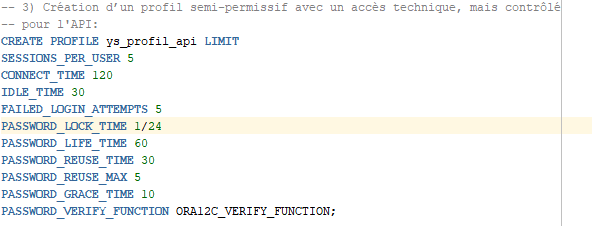 -- 3) Création d’un profil semi-permissif avec un accès technique, mais contrôlé
-- pour l'API:
CREATE PROFILE ys_profil_api LIMIT
SESSIONS_PER_USER 5
CONNECT_TIME 120
IDLE_TIME 30
FAILED_LOGIN_ATTEMPTS 5
PASSWORD_LOCK_TIME 1/24
PASSWORD_LIFE_TIME 60
PASSWORD_REUSE_TIME 30
PASSWORD_REUSE_MAX 5
PASSWORD_GRACE_TIME 10
PASSWORD_VERIFY_FUNCTION ORA12C_VERIFY_FUNCTION;